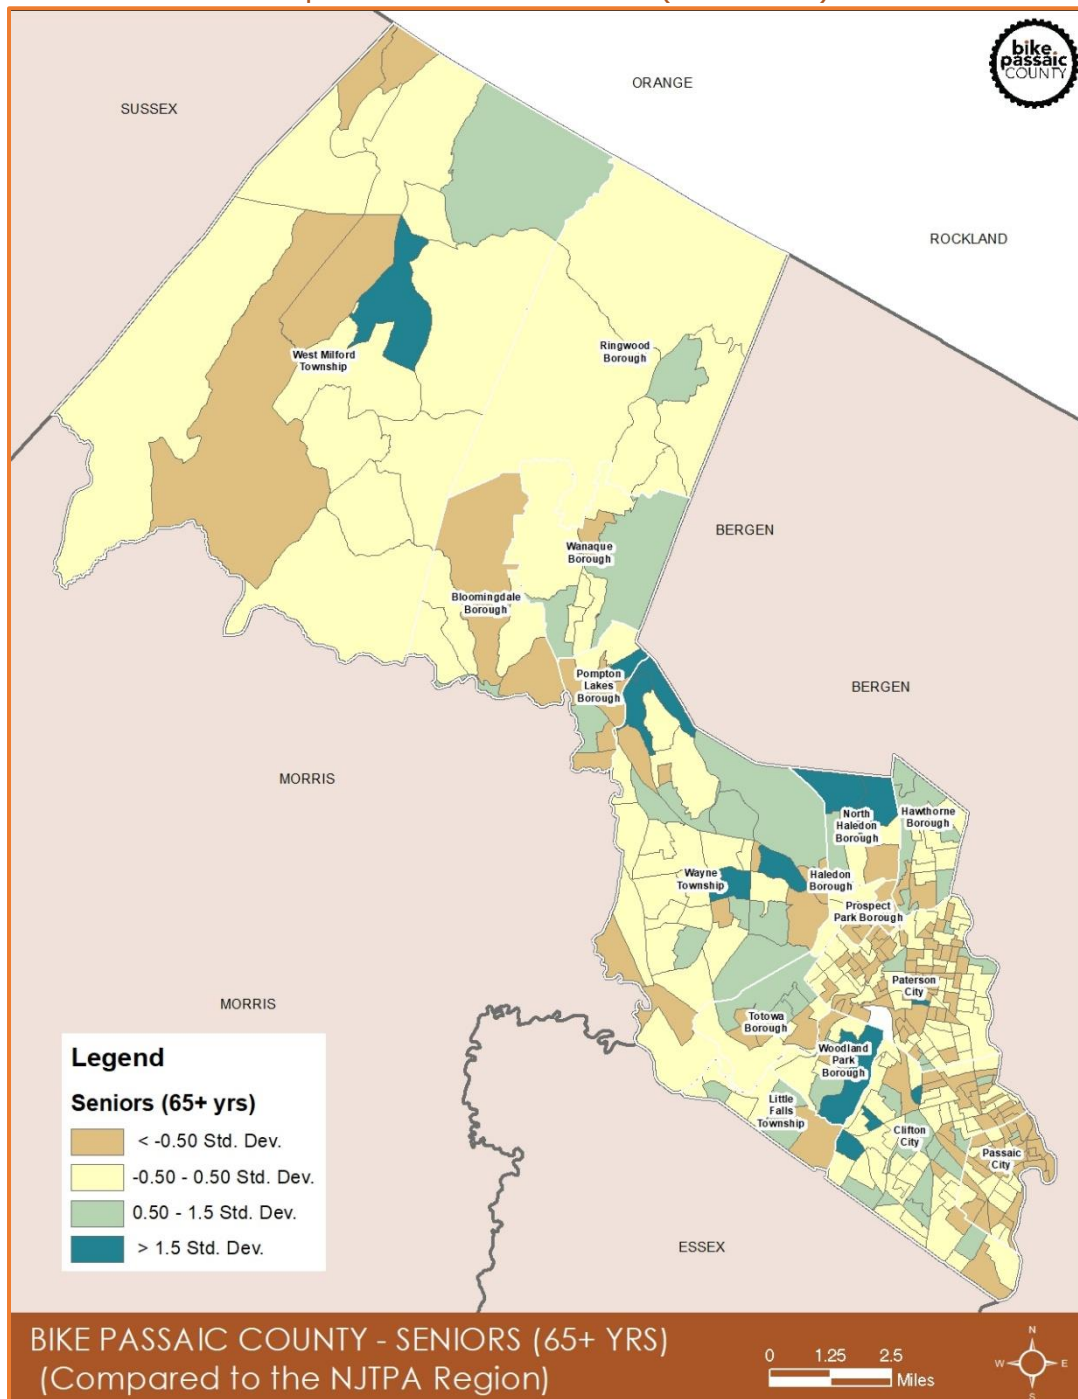 bike
passaic
COUNTY
ORANGE
SUSSEX
ROCKLAND
Ringwood
Borough
West Milford
Township
BERGEN
Wanaque
Borough
Bloomingdale
Borough
Pompton
Lakes
Borough
BERGEN
MORRIS
North
Haledon
Borough
Hawthorne
Borough
Wayne
Township
Haledon
Borough
Prospect
Park Borough
Paterson
City
MORRIS
Totowa
Borough
Woodland
Park
Borough
Little
Falls
Township
Clifton
City
Passaic
City
ESSEX
Legend
Seniors (65+ yrs)
< -0.50 Std. Dev.
-0.50 - 0.50 Std. Dev.
0.50 - 1.5 Std. Dev.
> 1.5 Std. Dev.
BIKE PASSAIC COUNTY - SENIORS (65+ YRS)
(Compared to the NJTPA Region)
0 1.25 2.5
Miles
N
W E
S